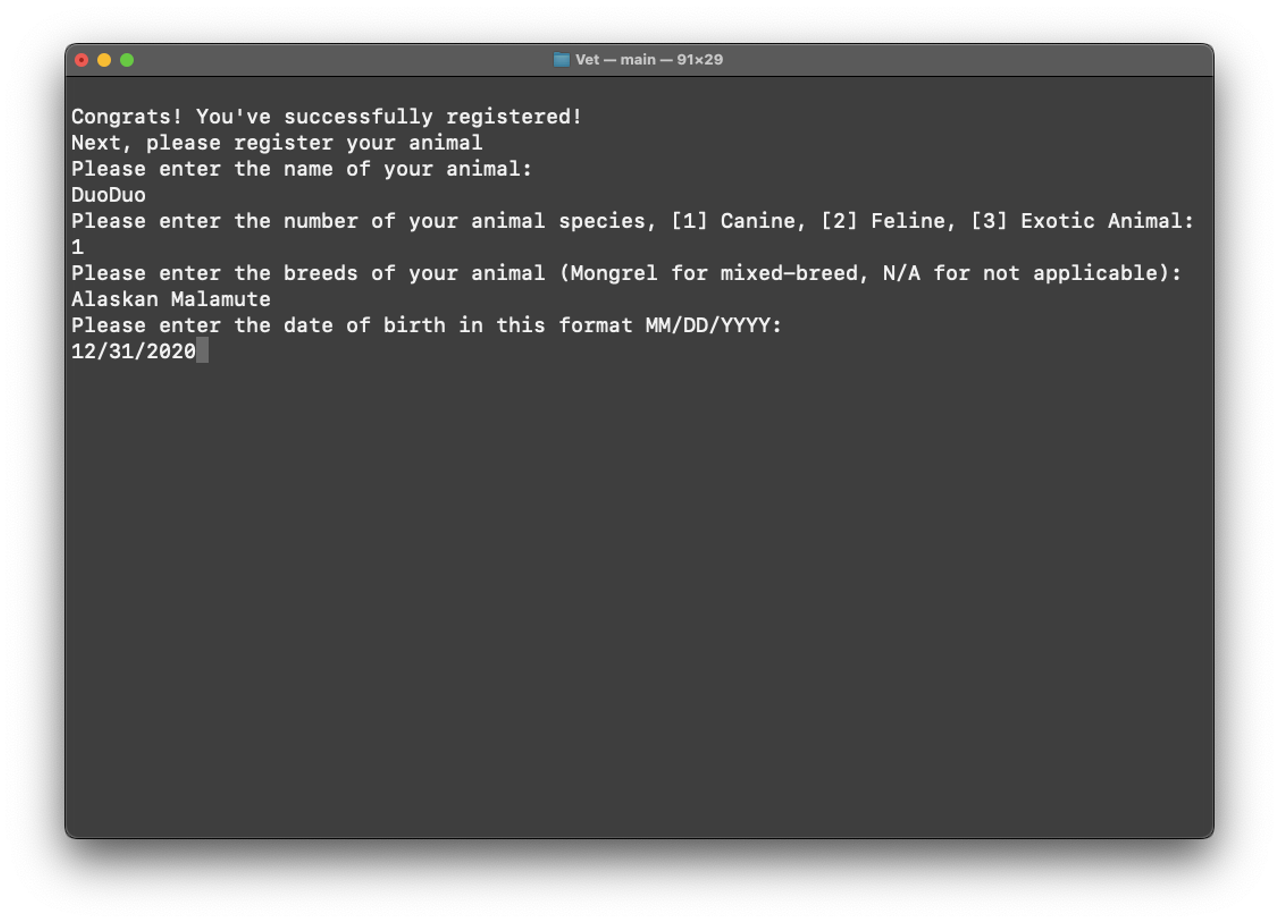 Vet — main — 91×29
Congrats! You've successfully registered!
Next, please register your animal
Please enter the name of your animal:
DuoDuo
Please enter the number of your animal species, [1] Canine, [2] Feline, [3] Exotic Animal:
1
Please enter the breeds of your animal (Mongrel for mixed-breed, N/A for not applicable):
Alaskan Malamute
Please enter the date of birth in this format MM/DD/YYYY:
12/31/2020